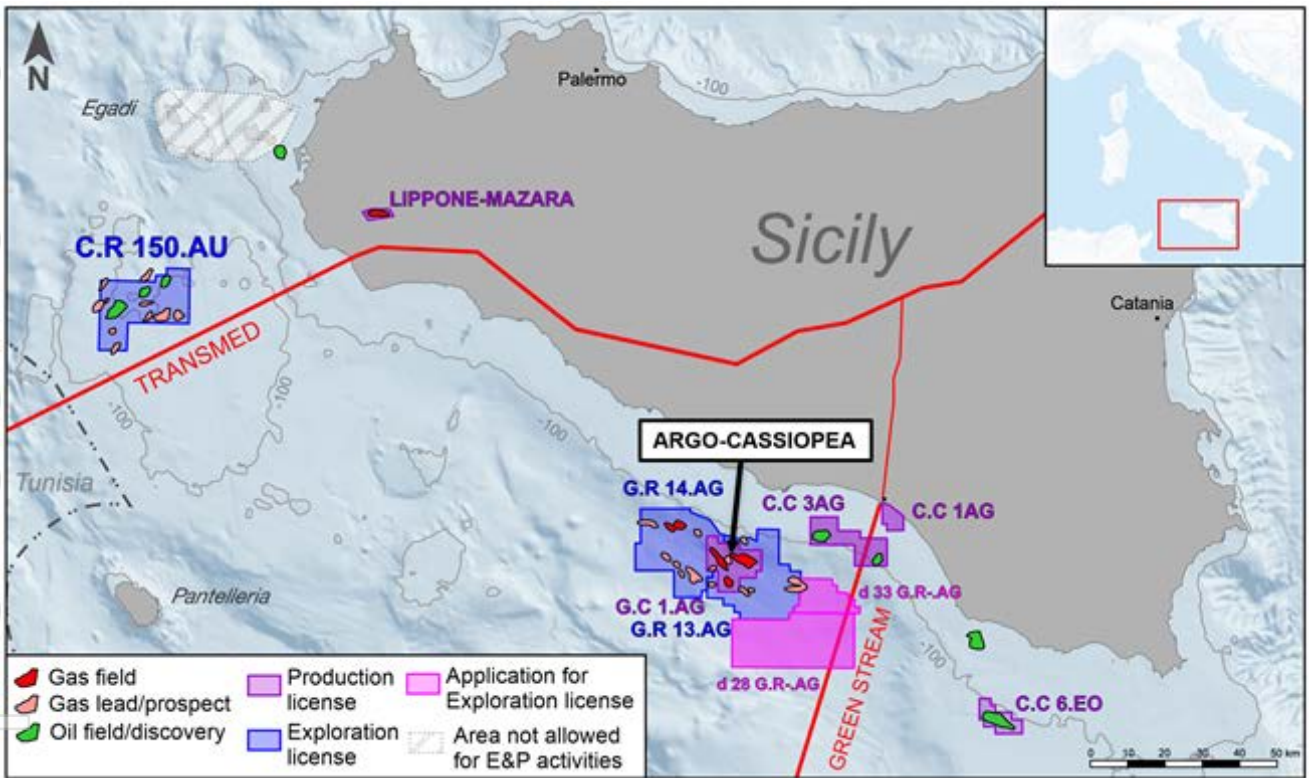 N
Palermo
-100
Egadi
LIPPONE-MAZARA
Sicily
C.R 150.AU
Catania
TRANSMED
-100
-100
-100
ARGO-CASSIOPEA
Tunisia
G.R 14.AG
C.C 3AG
C.C 1AG
Pantelleria
G.C 1.AG
G.R 13.AG
d 33 G.R-.AG
d 28 G.R-.AG
GREEN STREAM
-100
C.C 6.EO
Gas field
Gas lead/prospect
Oil field/discovery
Production
license
Exploration
license
Application for
Exploration license
Area not allowed
for E&P activities
0 10 20 30 40 50 km